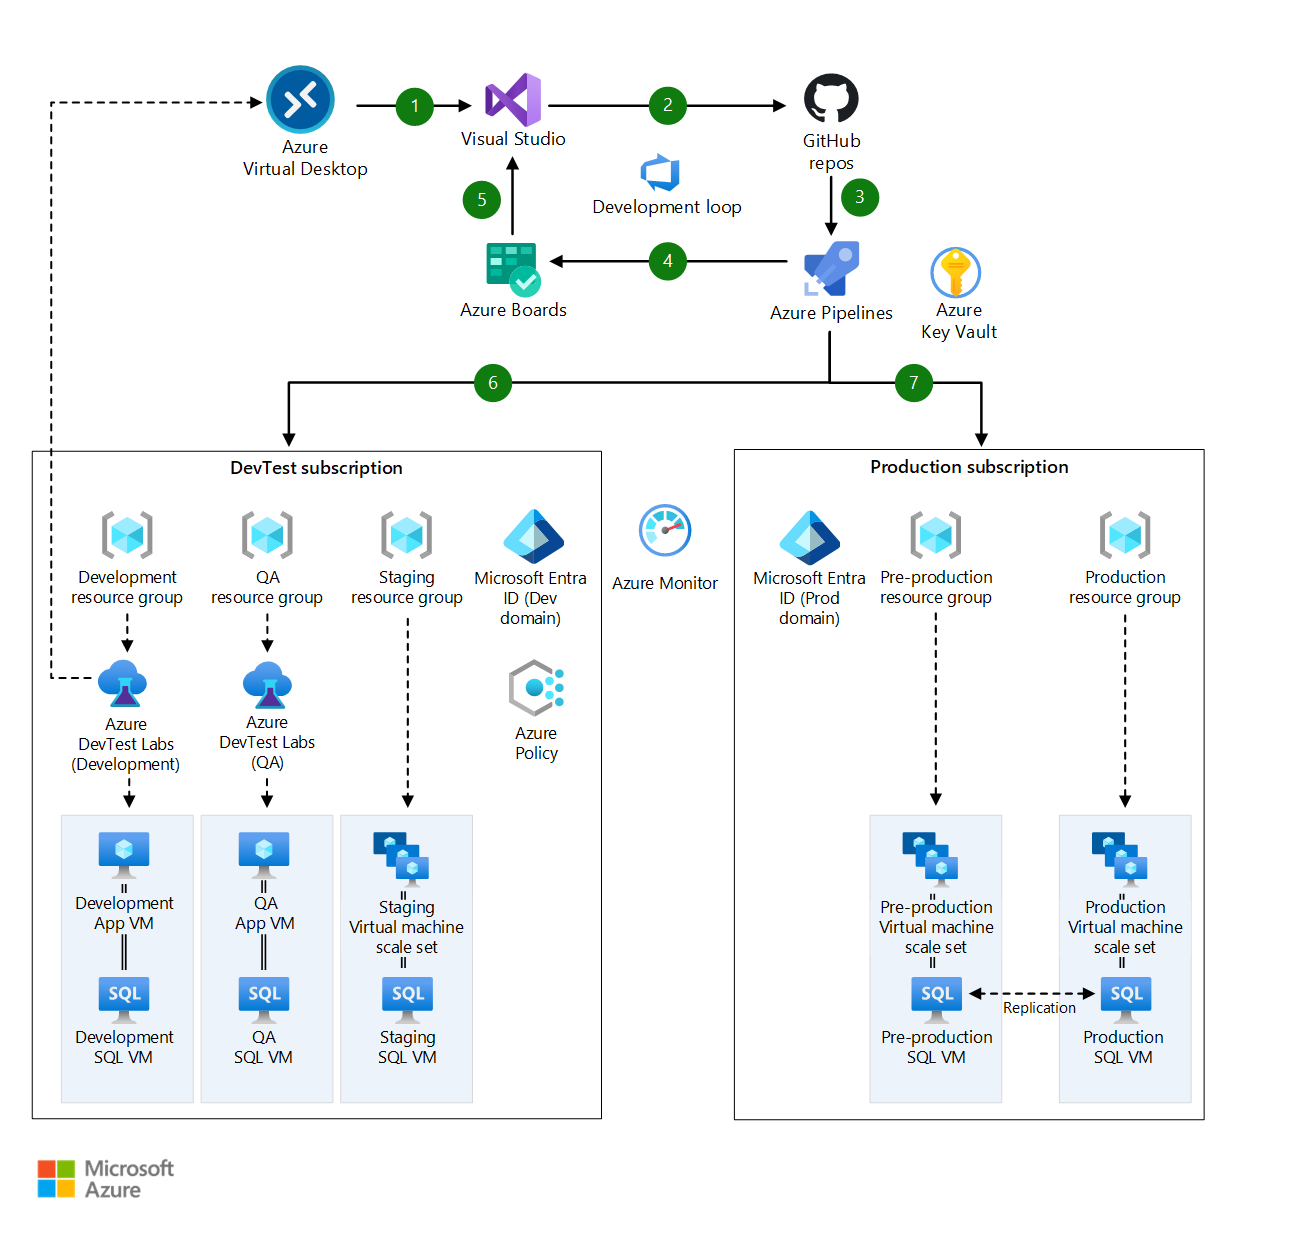 1
2
Azure
Virtual Desktop
Visual Studio
GitHub
repos
5
Development loop
3
4
Azure Boards
Azure Pipelines
Azure
Key Vault
6
7
DevTest subscription
Development
resource group
QA
resource group
Staging
resource group
Microsoft Entra
ID (Dev
domain)
Azure
DevTest Labs
(Development)
Azure
DevTest Labs
(QA)
Azure
Policy
Development
App VM
QA
App VM
Staging
Virtual machine
scale set
SQL
Development
SQL VM
SQL
QA
SQL VM
SQL
Staging
SQL VM
Azure Monitor
Production subscription
Microsoft Entra
ID (Prod
domain)
Pre-production
resource group
Production
resource group
Pre-production
Virtual machine
scale set
Production
Virtual machine
scale set
SQL
Replication
SQL
Pre-production
SQL VM
Production
SQL VM
Microsoft
Azure